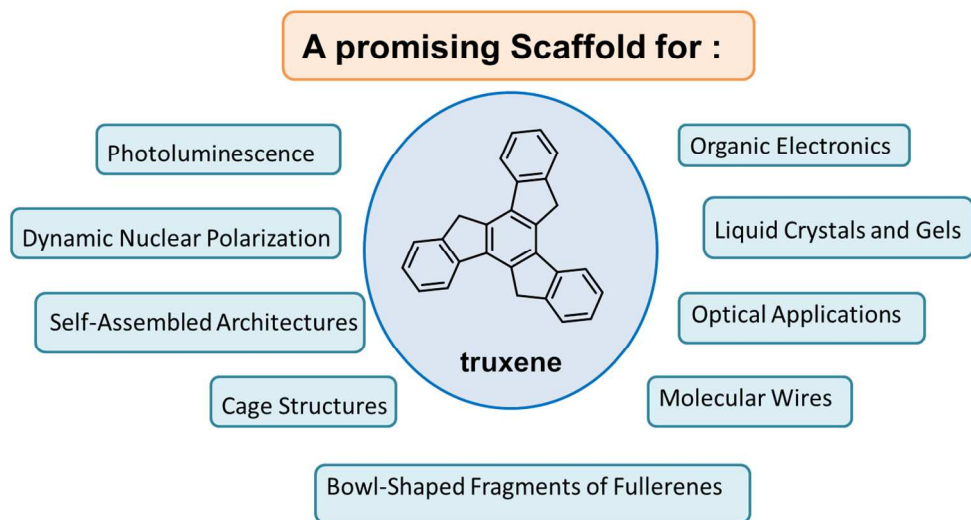 A promising Scaffold for :
Photoluminescence
Organic Electronics
Dynamic Nuclear Polarization
Liquid Crystals and Gels
Self-Assembled Architectures
Optical Applications
truxene
Cage Structures
Molecular Wires
Bowl-Shaped Fragments of Fullerenes